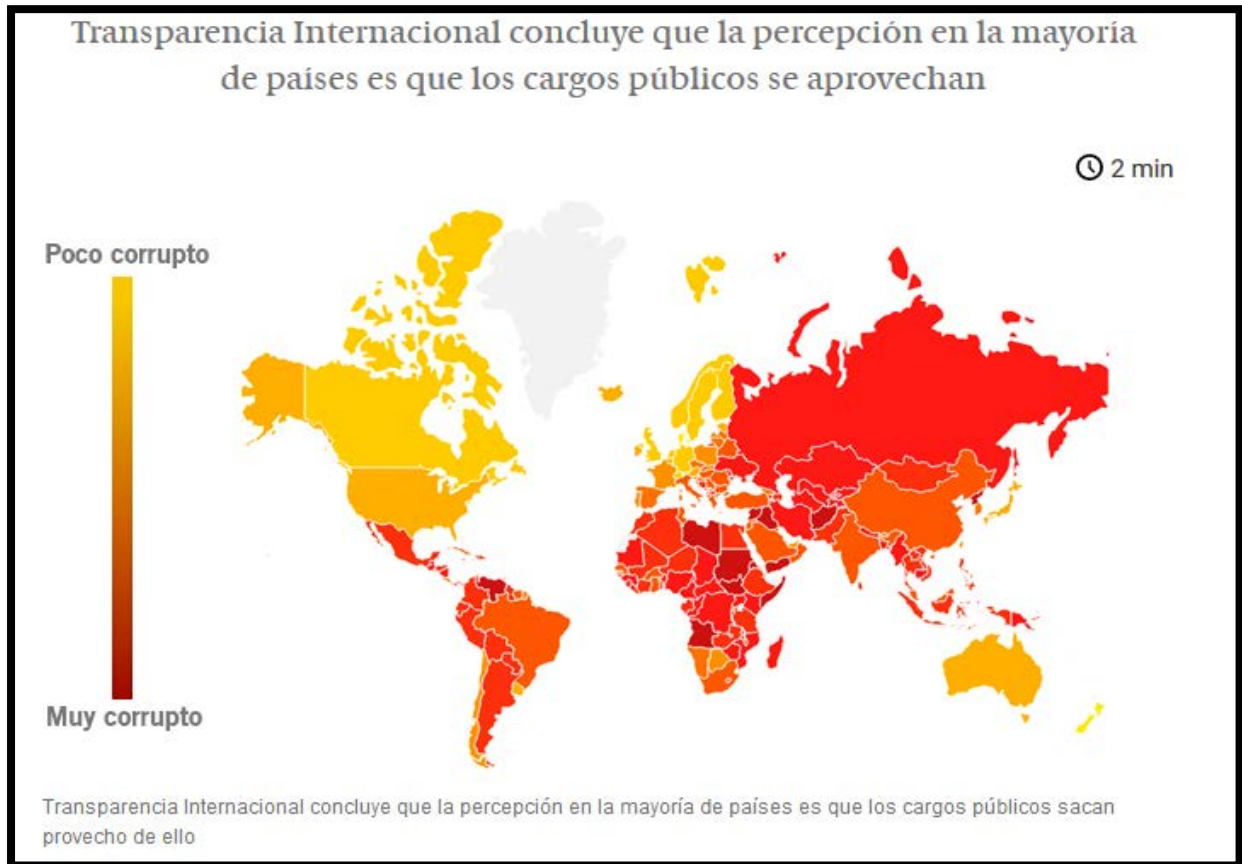 Transparencia Internacional concluye que la percepción en la mayoría
de países es que los cargos públicos se aprovechan
2 min
Poco corrupto
Muy corrupto
Transparencia Internacional concluye que la percepción en la mayoría de países es que los cargos públicos sacan
provecho de ello